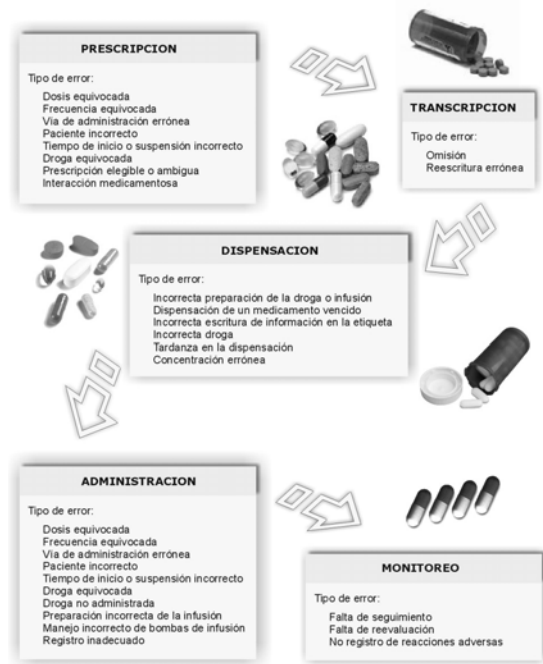 PRESCRIPCION
Tipo de error:
Dosis equivocada
Frecuencia equivocada
Via de administración errónea
Paciente incorrecto
Tiempo de inicio o suspensión incorrecto
Droga equivocada
Prescripción elegible o ambigua
Interacción medicamentosa
TRANSCRIPCION
Tipo de error:
Omisión
Reescritura errónea
DISPENSACION
Tipo de error:
Incorrecta preparación de la droga o infusión
Dispensación de un medicamento vencido
Incorrecta escritura de información en la etiqueta
Incorrecta droga
Tardanza en la dispensación
Concentración errónea
ADMINISTRACION
Tipo de error:
Dosis equivocada
Frecuencia equivocada
Via de administración errónea
Paciente incorrecto
Tiempo de inicio o suspensión incorrecto
Droga equivocada
Droga no administrada
Preparación incorrecta de la infusión
Manejo incorrecto de bombas de infusión
Registro inadecuado
MONITOREO
Tipo de error:
Falta de seguimiento
Falta de reevaluación
No registro de reacciones adversas